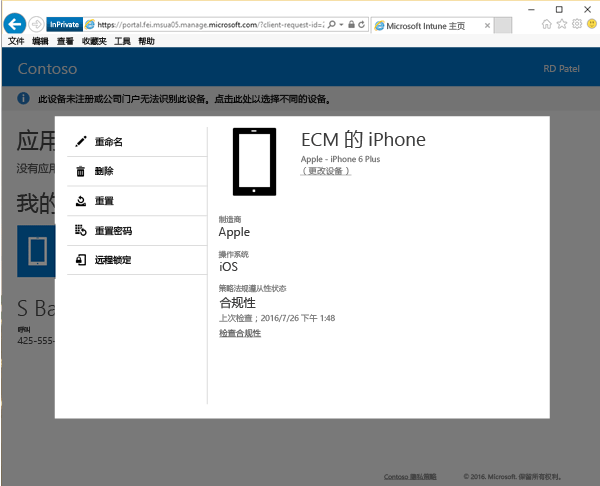 InPrivate
https://portal.fei.msua05.manage.microsoft.com/?client-request-id=
Microsoft Intune 主页
文件 编辑 查看 收藏夹 工具 帮助
Contoso
RD Patel
此设备未注册或公司门户无法识别此设备。点击此处以选择不同的设备。
应用
没有应用
我的
S Ba
呼叫
425-555-
重命名
删除
重置
重置密码
远程锁定
ECM 的 iPhone
Apple - iPhone 6 Plus
（更改设备）
制造商
Apple
操作系统
iOS
策略法规遵从性状态
合规性
上次检查；2016/7/26 下午 1:48
检查合规性
Contoso 隐私策略
© 2016. Microsoft. 保留所有权利。